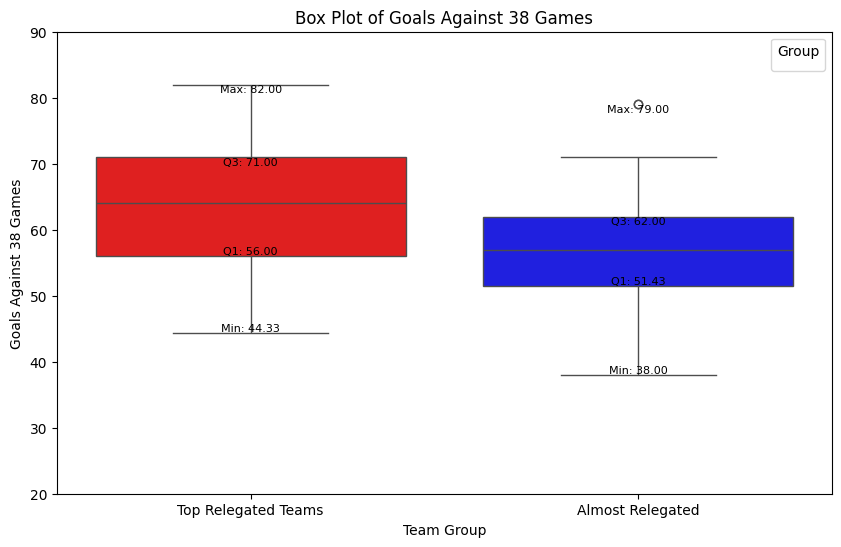 Box Plot of Goals Against 38 Games
Group
90
80
70
60
50
40
30
20
Goals Against 38 Games
Max: 82.00
Q3: 71.00
Q1: 56.00
Min: 44.33
Max: 79.00
Q3: 62.00
Q1: 51.43
Min: 38.00
Top Relegated Teams
Almost Relegated
Team Group